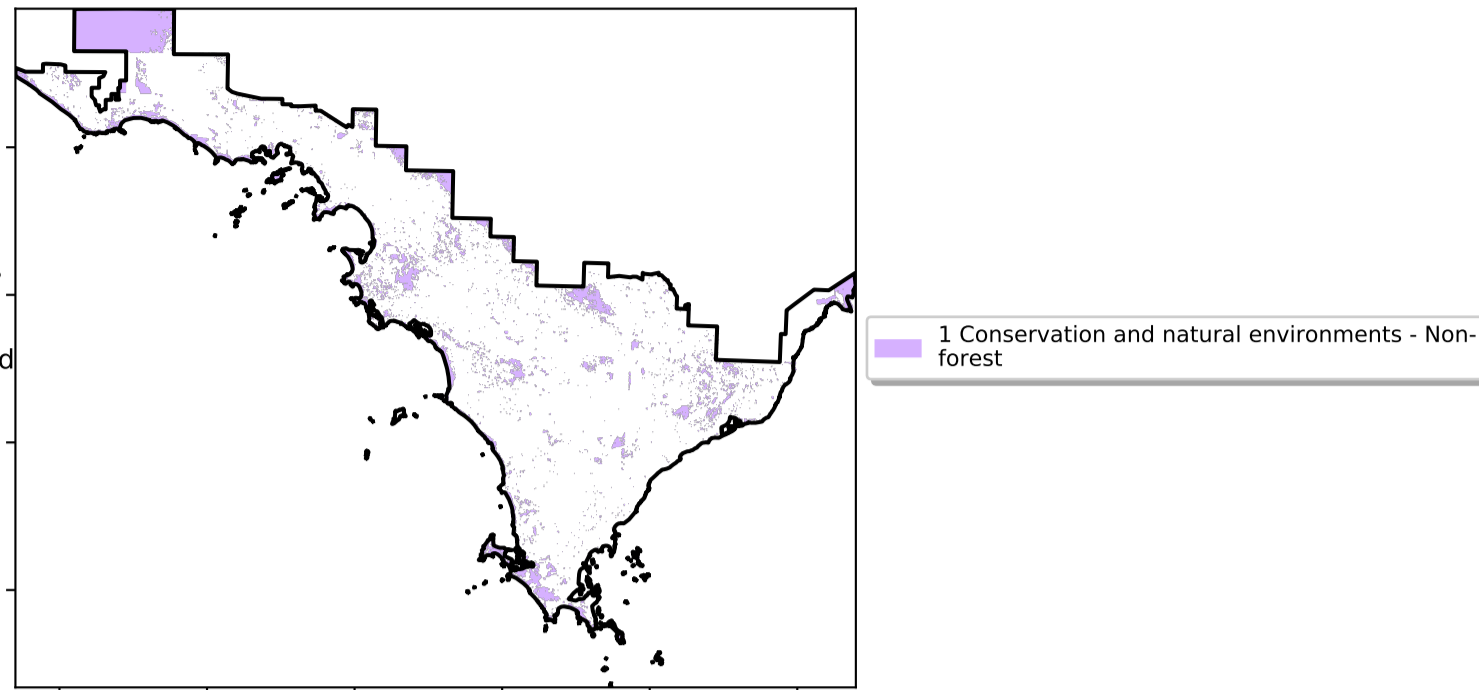 d
1 Conservation and natural environments - Non-
forest